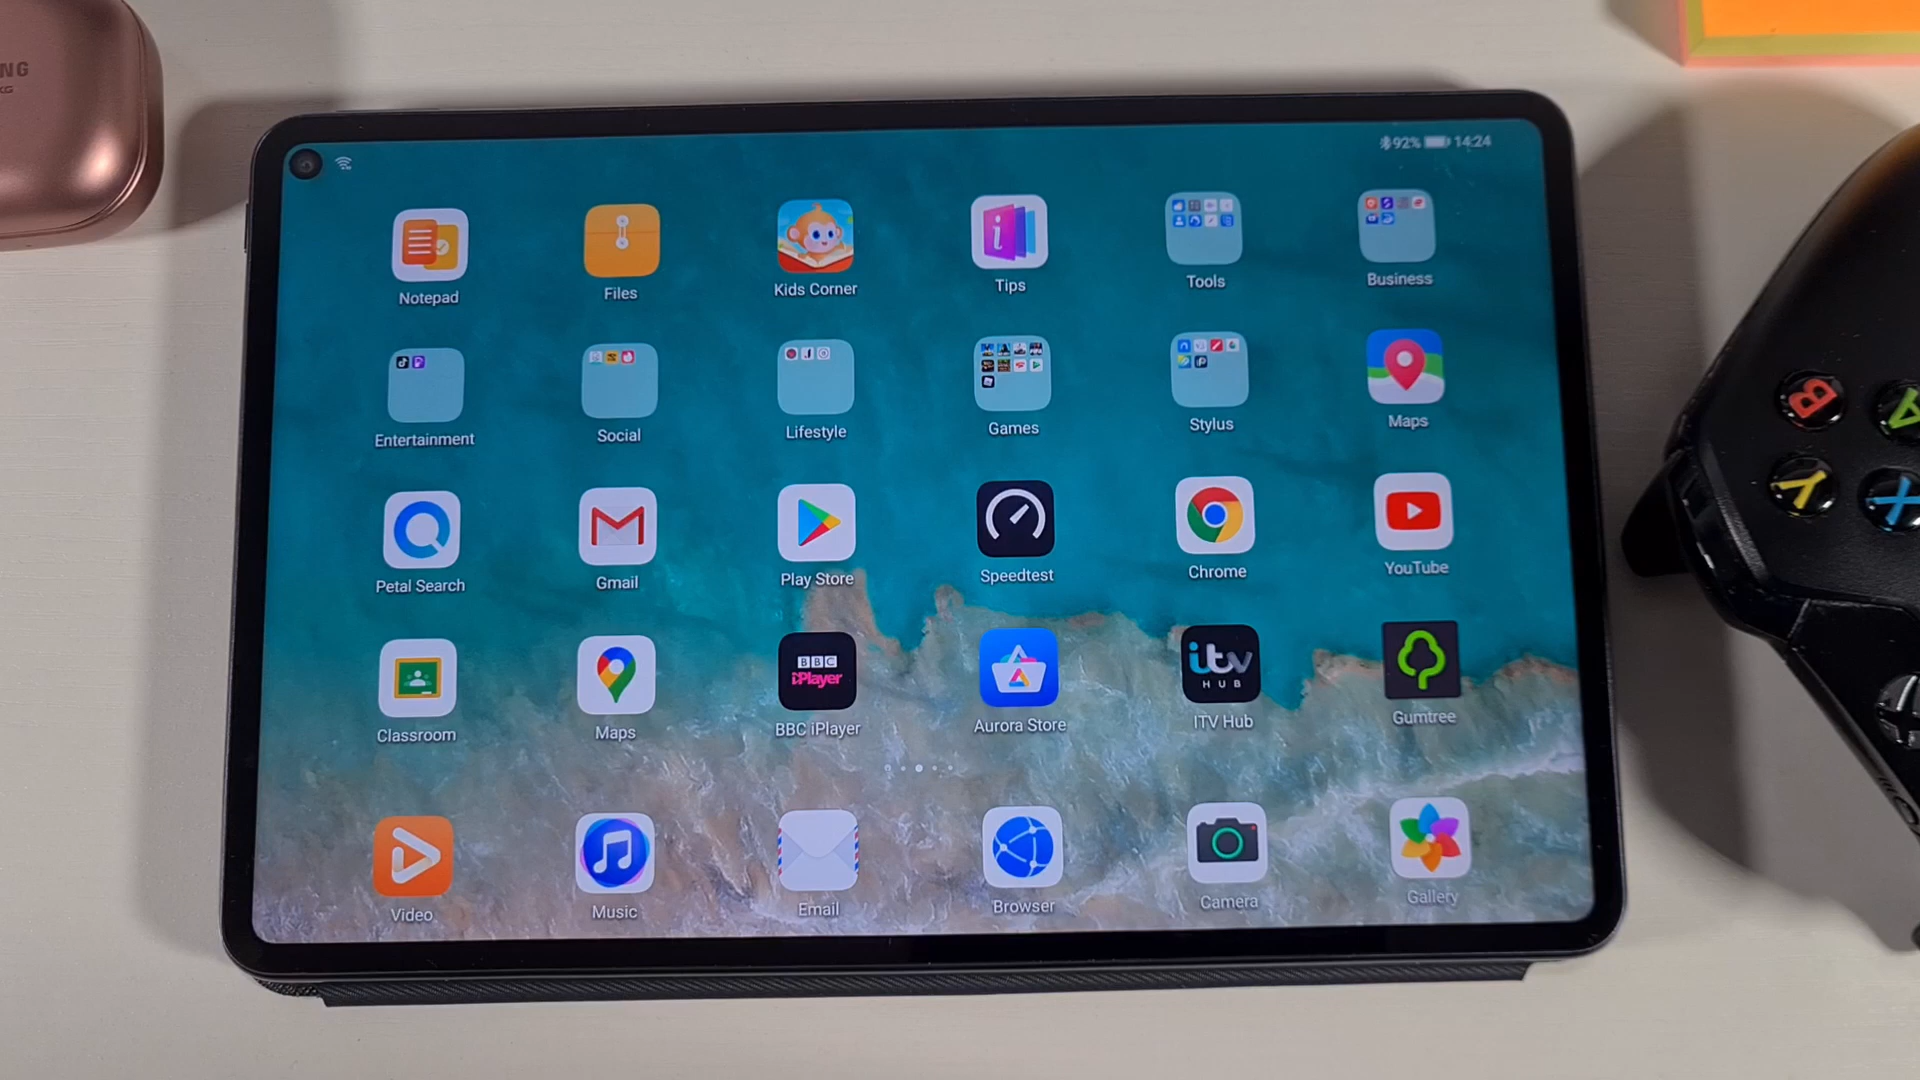 NG
KG
92% 14:24
Notepad Files Kids Corner Tips Tools Business
Entertainment Social Lifestyle Games Stylus Maps
Petal Search Gmail Play Store Speedtest Chrome YouTube
BBC
iPlayer
itv
HUB
Classroom Maps BBC iPlayer Aurora Store ITV Hub Gumtree
Video Music Email Browser Camera Gallery
B
A
Y
X